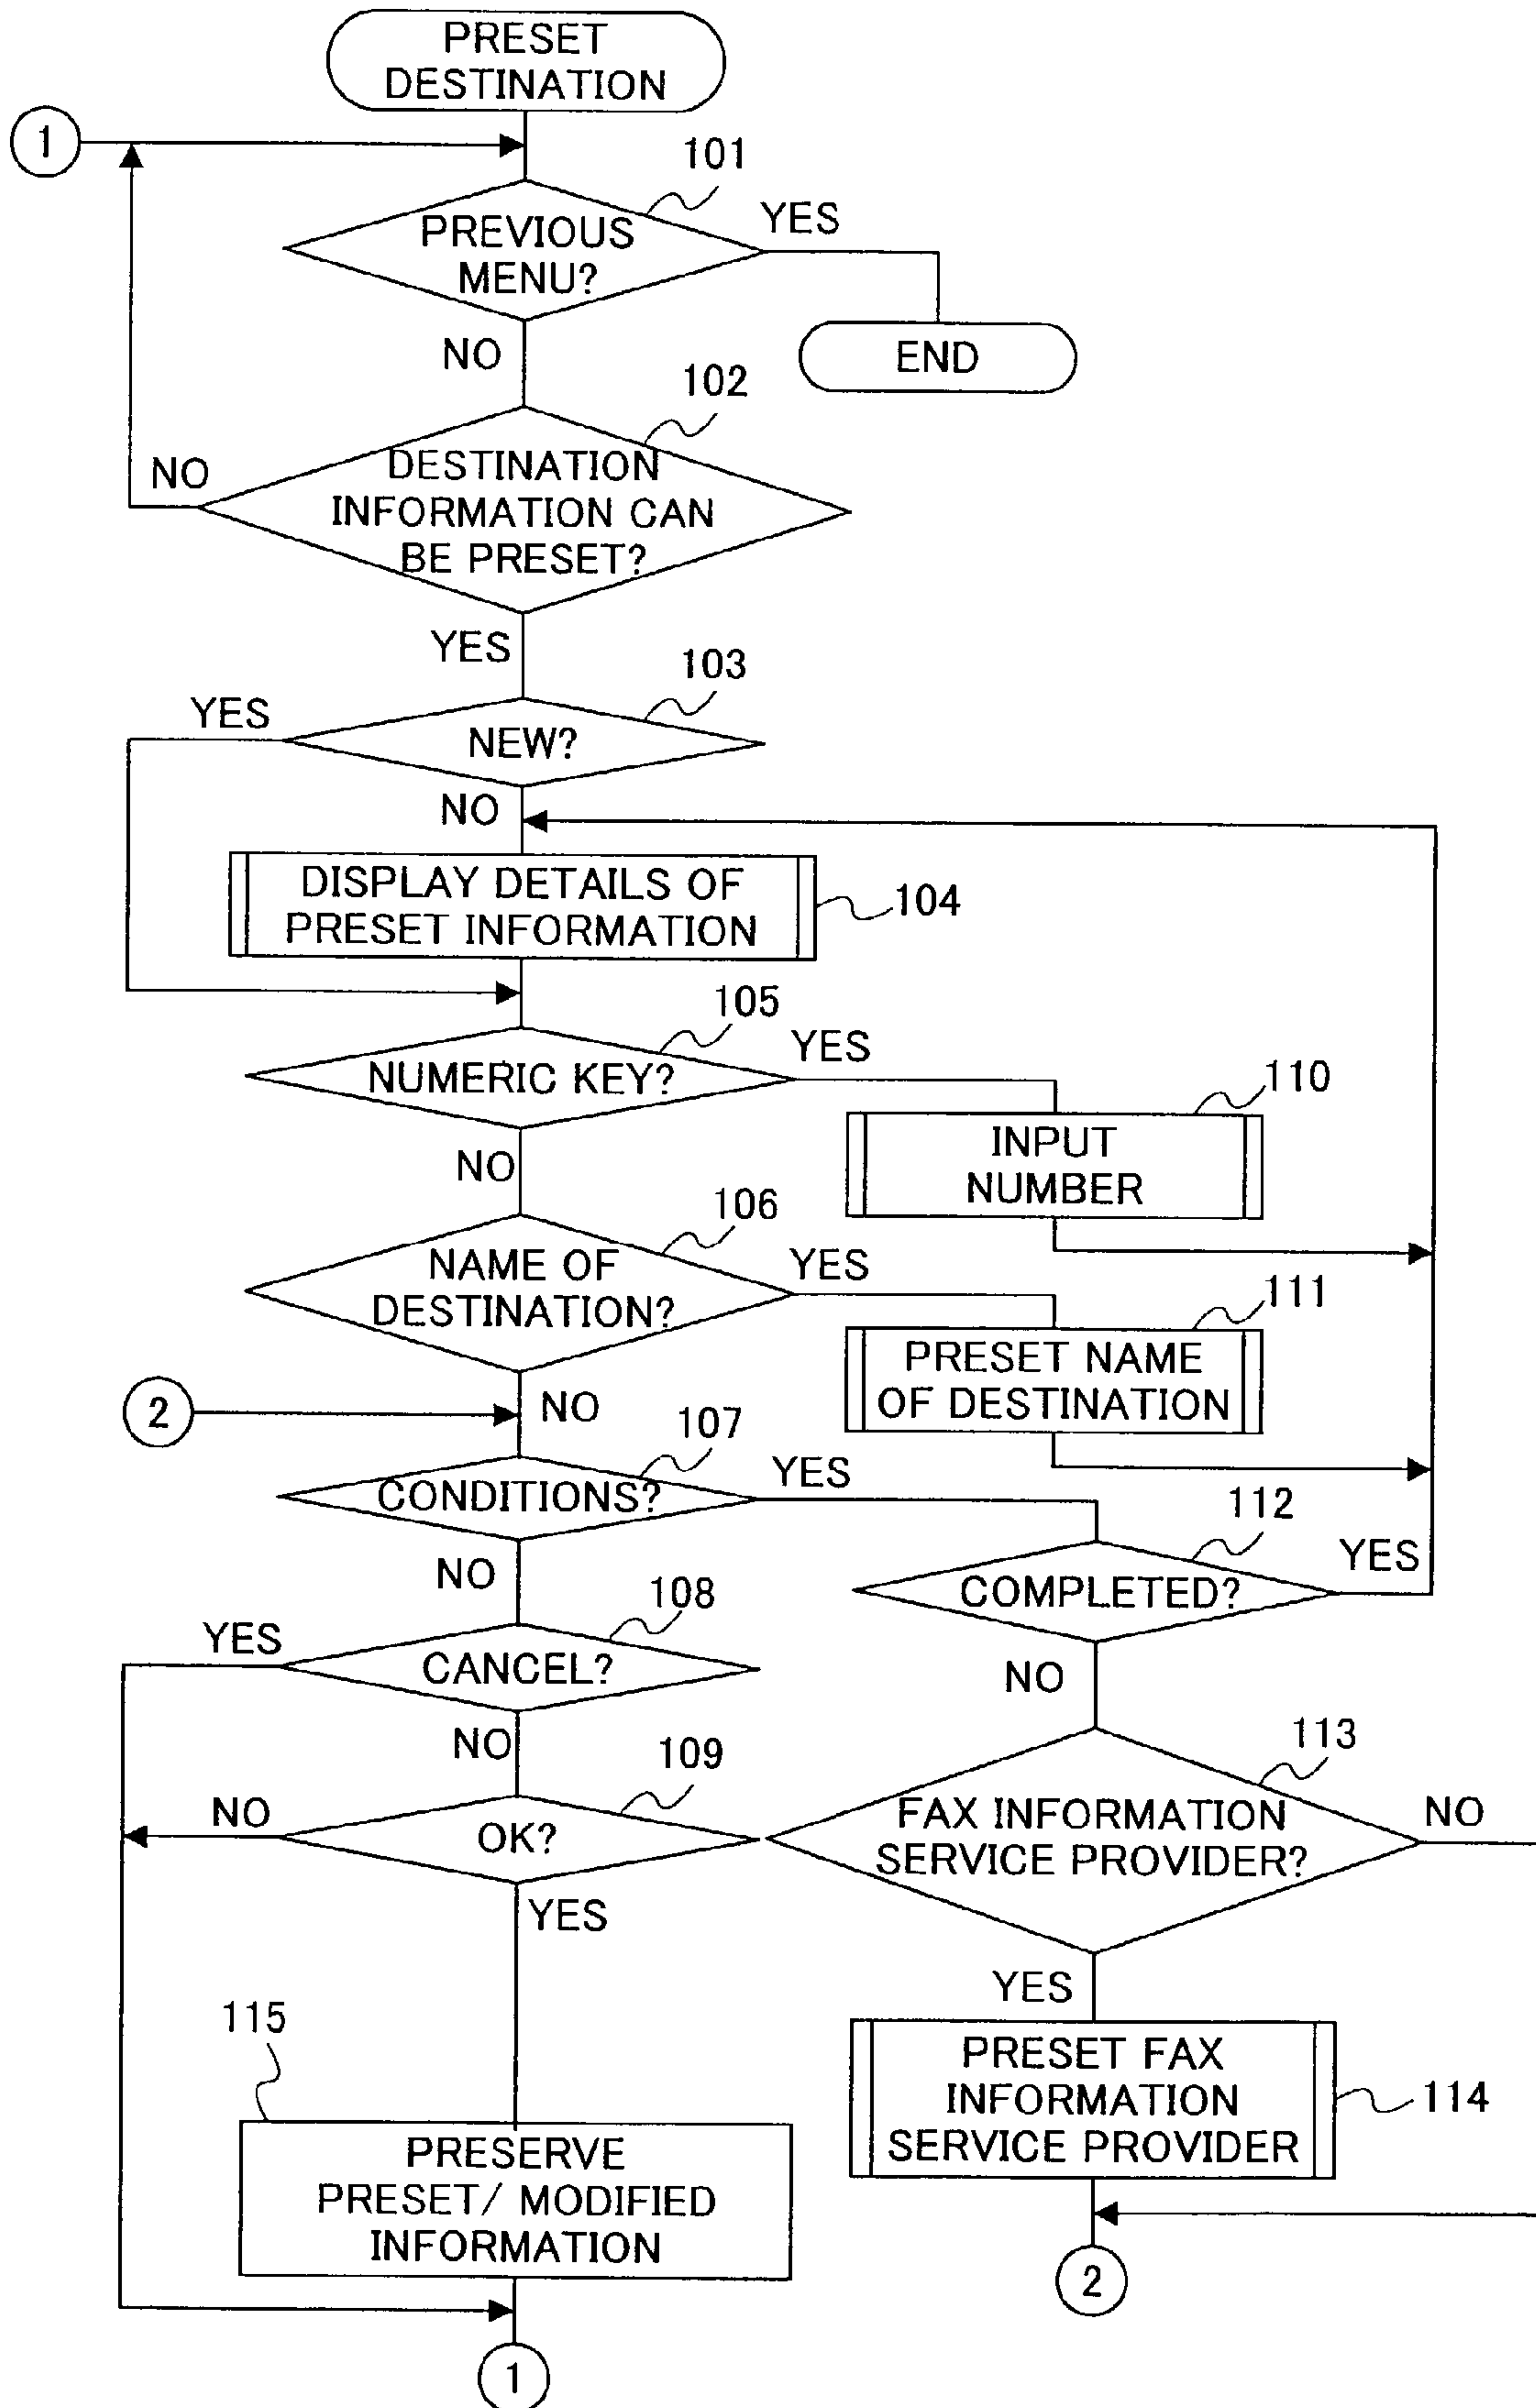 PRESET
DESTINATION
1
101
PREVIOUS
MENU?
YES
END
NO
102
DESTINATION
INFORMATION CAN
BE PRESET?
NO
YES
103
NEW?
YES
NO
DISPLAY DETAILS OF
PRESET INFORMATION
104
105
NUMERIC KEY?
YES
110
INPUT
NUMBER
NO
106
NAME OF
DESTINATION?
YES
111
PRESET NAME
OF DESTINATION
2
NO
107
CONDITIONS?
YES
112
COMPLETED?
YES
NO
108
CANCEL?
YES
NO
NO
109
OK?
NO
YES
113
FAX INFORMATION
SERVICE PROVIDER?
NO
YES
115
PRESERVE
PRESET/ MODIFIED
INFORMATION
PRESET FAX
INFORMATION
SERVICE PROVIDER
114
2
1